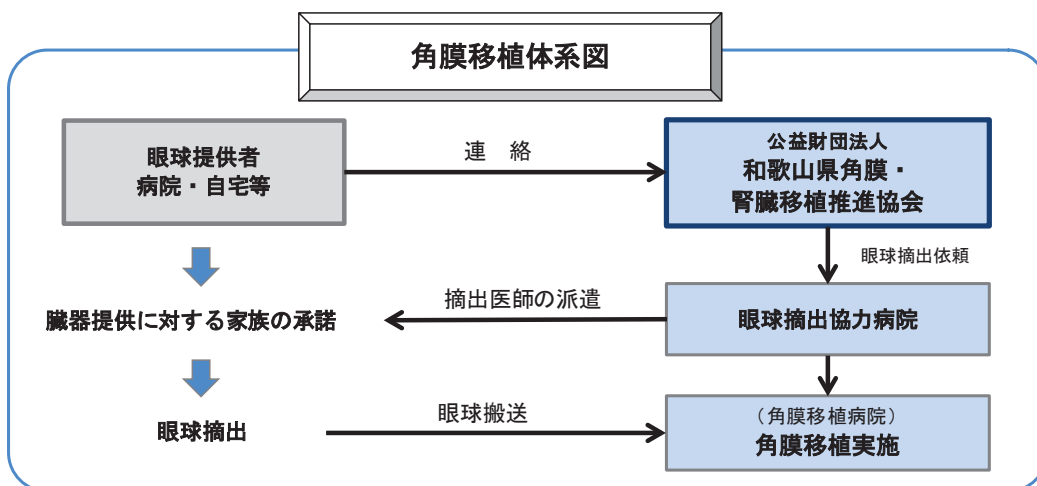 角膜移植体系図
眼球提供者
病院・自宅等
連　絡
公益財団法人
和歌山県角膜・
腎臓移植推進協会
眼球摘出依頼
臓器提供に対する家族の承諾
摘出医師の派遣
眼球摘出協力病院
眼球摘出
眼球搬送
（角膜移植病院）
角膜移植実施